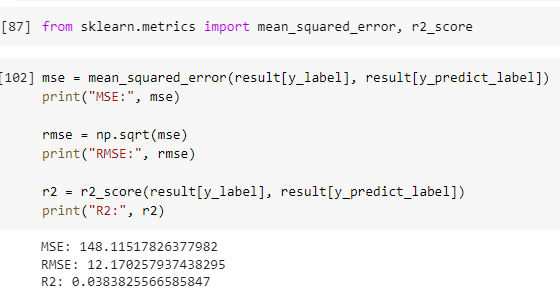 [87] from sklearn.metrics import mean_squared_error, r2_score
[102] mse = mean_squared_error(result[y_label], result[y_predict_label])
print("MSE:", mse)
rmse = np.sqrt(mse)
print("RMSE:", rmse)
r2 = r2_score(result[y_label], result[y_predict_label])
print("R2:", r2)
MSE: 148.11517826377982
RMSE: 12.170257937438295
R2: 0.0383825566585847